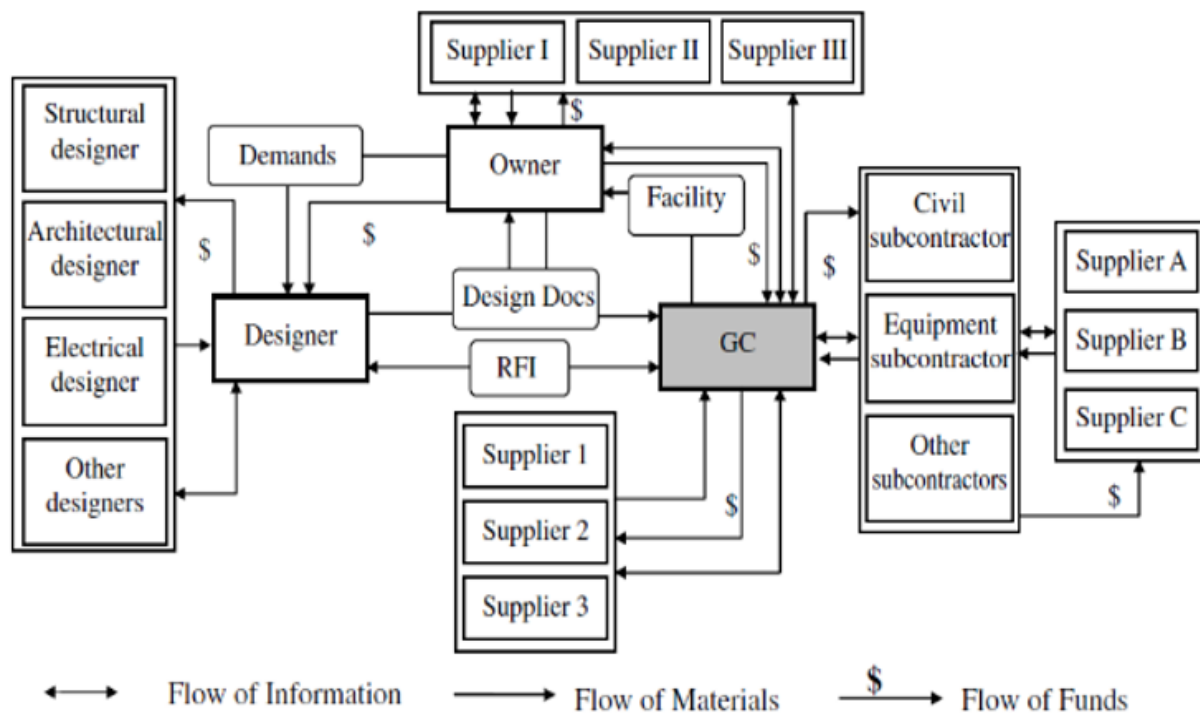 Supplier I
Supplier II
Supplier III
$
Structural
designer
Architectural
designer
Electrical
designer
Other
designers
$
Demands
Owner
$
Facility
$
Design Docs
Designer
RFI
GC
$
Civil
subcontractor
Equipment
subcontractor
Other
subcontractors
Supplier A
Supplier B
Supplier C
$
Supplier 1
Supplier 2
Supplier 3
$
Flow of Information
Flow of Materials
$
Flow of Funds